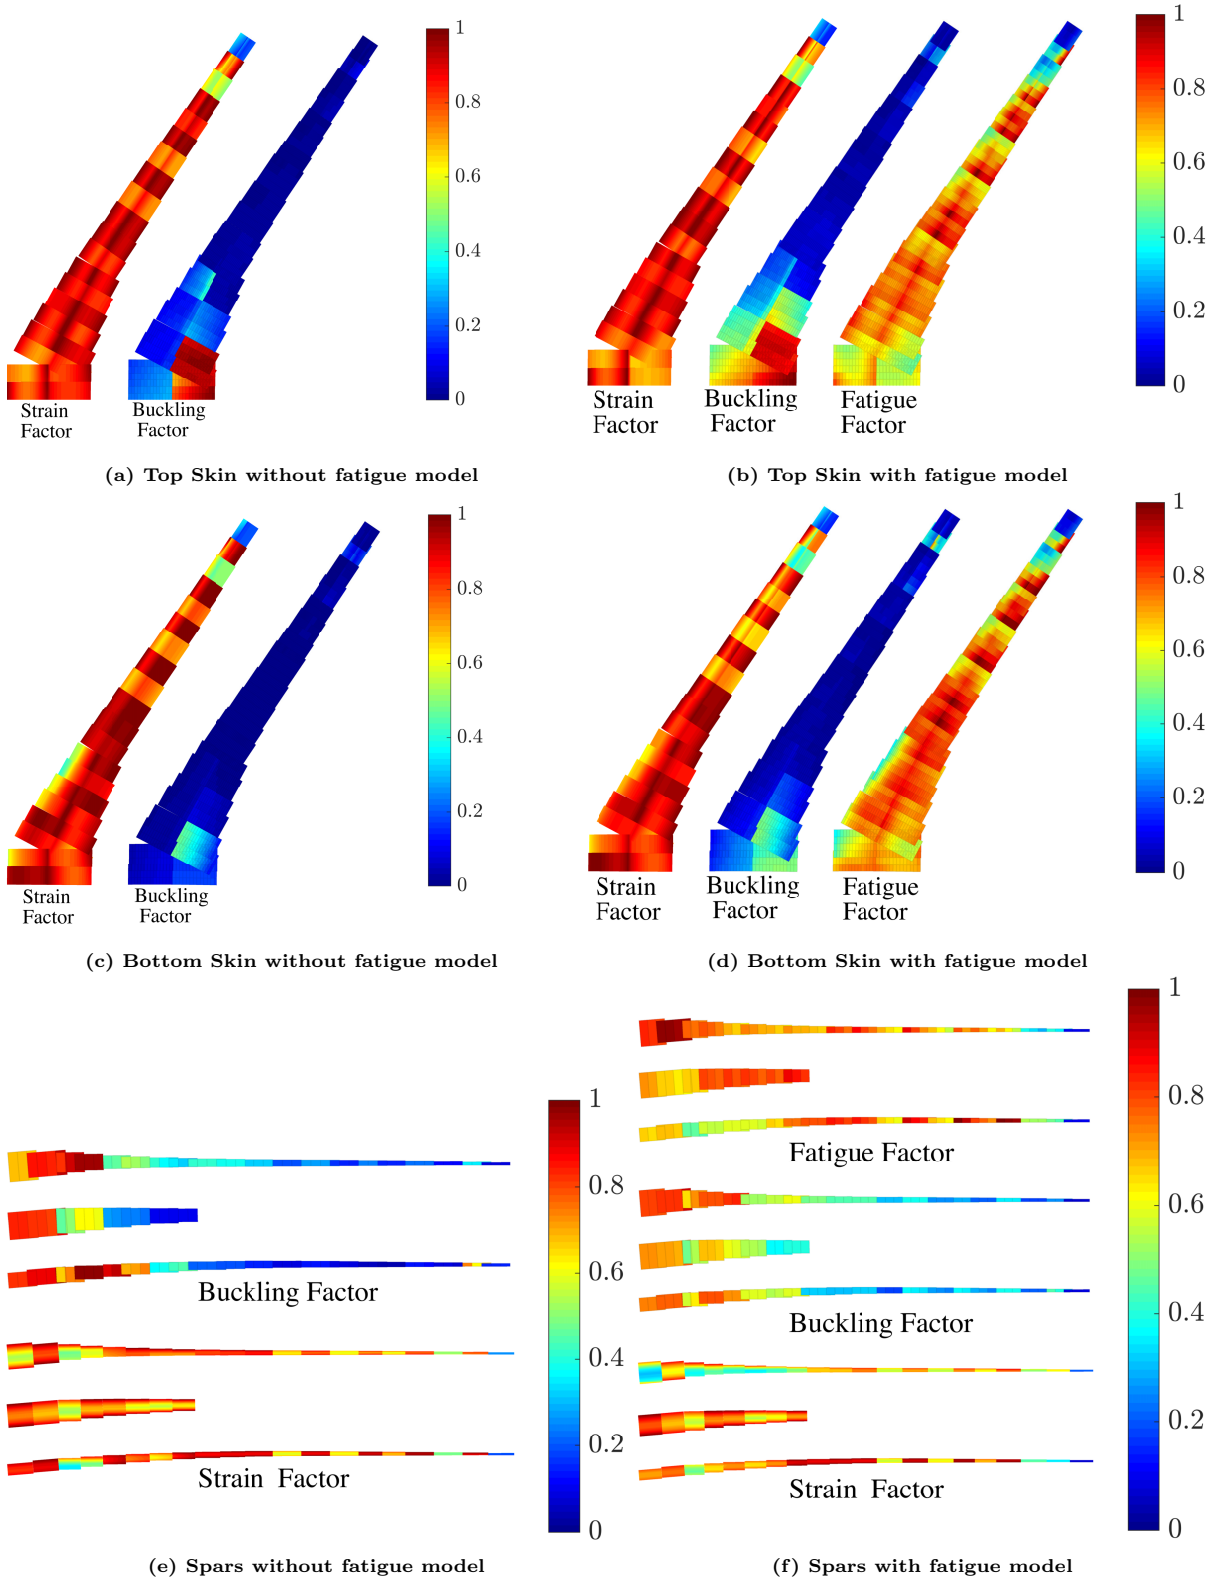 1
0.8
0.6
0.4
0.2
0
Strain
Factor
Buckling
Factor
(a) Top Skin without fatigue model
1
0.8
0.6
0.4
0.2
0
Strain
Factor
Buckling
Factor
Fatigue
Factor
(b) Top Skin with fatigue model
1
0.8
0.6
0.4
0.2
0
Strain
Factor
Buckling
Factor
(c) Bottom Skin without fatigue model
1
0.8
0.6
0.4
0.2
0
Strain
Factor
Buckling
Factor
Fatigue
Factor
(d) Bottom Skin with fatigue model
1
0.8
0.6
0.4
0.2
0
Buckling Factor
Strain Factor
(e) Spars without fatigue model
1
0.8
0.6
0.4
0.2
0
Fatigue Factor
Buckling Factor
Strain Factor
(f) Spars with fatigue model